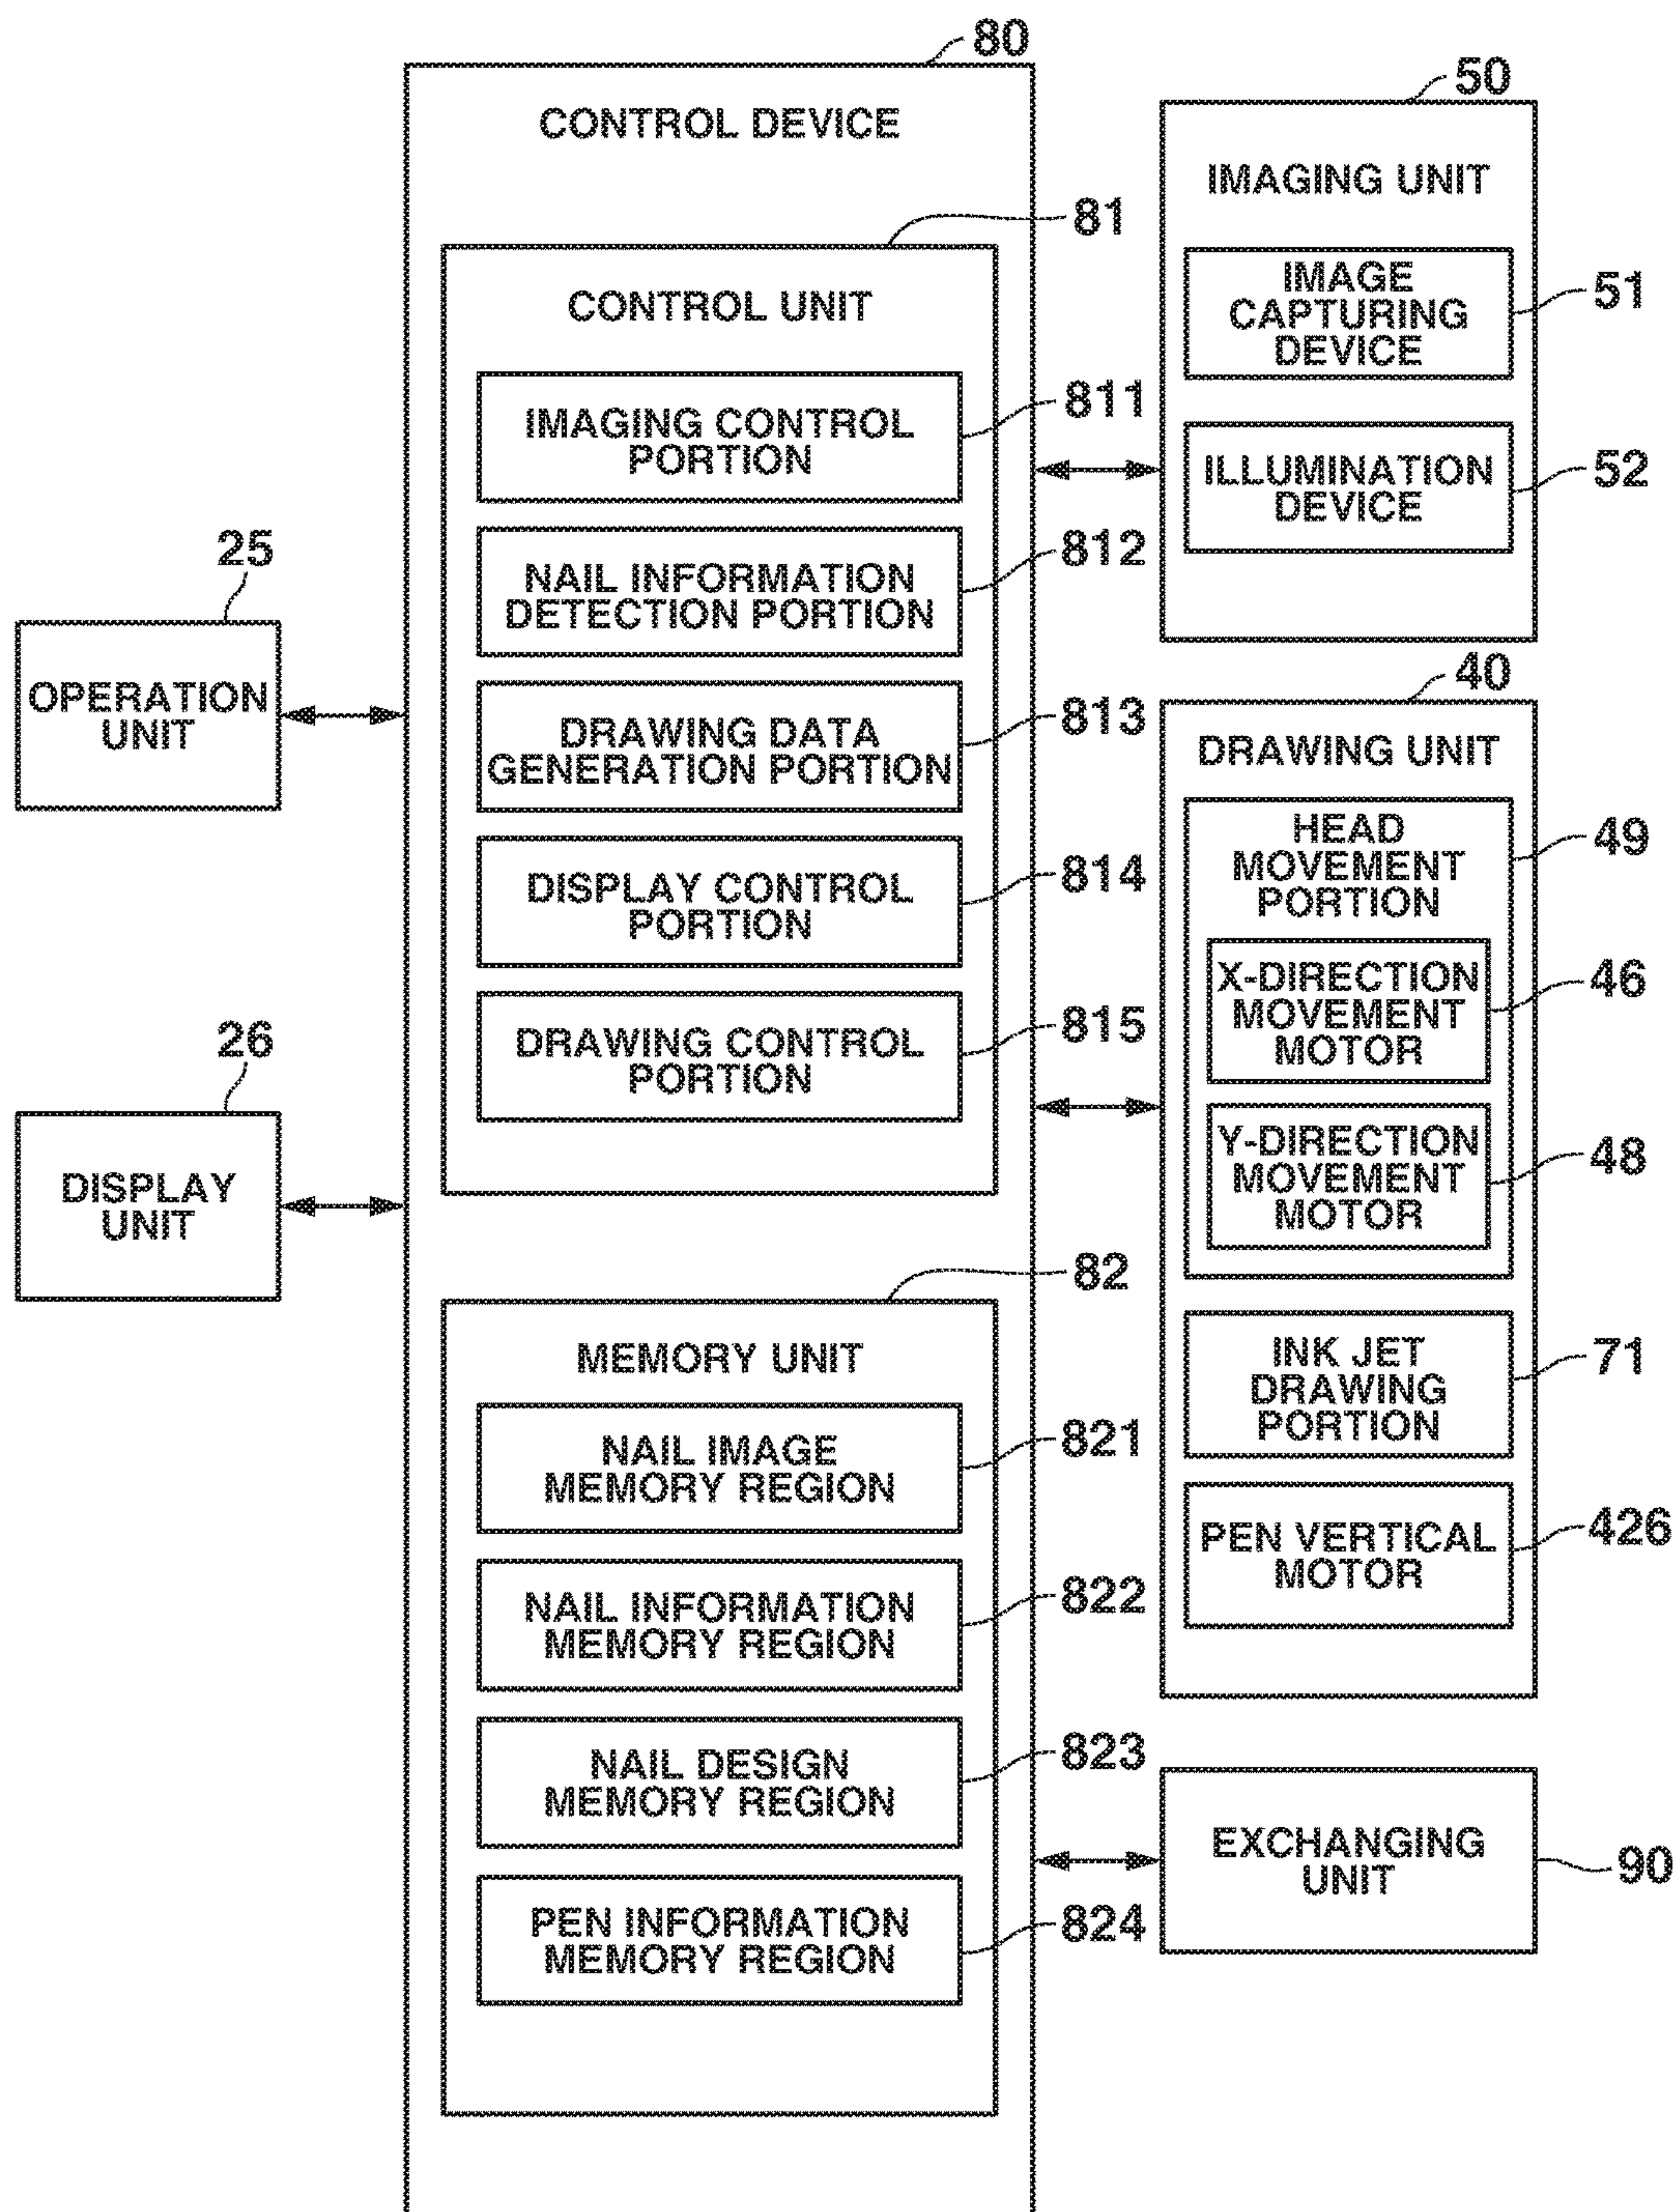 80
CONTROL DEVICE
81
CONTROL UNIT
811
IMAGING CONTROL
PORTION
812
NAIL INFORMATION
DETECTION PORTION
813
DRAWING DATA
GENERATION PORTION
814
DISPLAY CONTROL
PORTION
815
DRAWING CONTROL
PORTION
82
MEMORY UNIT
821
NAIL IMAGE
MEMORY REGION
822
NAIL INFORMATION
MEMORY REGION
823
NAIL DESIGN
MEMORY REGION
824
PEN INFORMATION
MEMORY REGION
25
OPERATION
UNIT
26
DISPLAY
UNIT
50
IMAGING UNIT
IMAGE
CAPTURING
DEVICE
51
ILLUMINATION
DEVICE
52
40
DRAWING UNIT
HEAD
MOVEMENT
PORTION
49
X-DIRECTION
MOVEMENT
MOTOR
46
Y-DIRECTION
MOVEMENT
MOTOR
48
INK JET
DRAWING
PORTION
71
PEN VERTICAL
MOTOR
426
EXCHANGING
UNIT
90